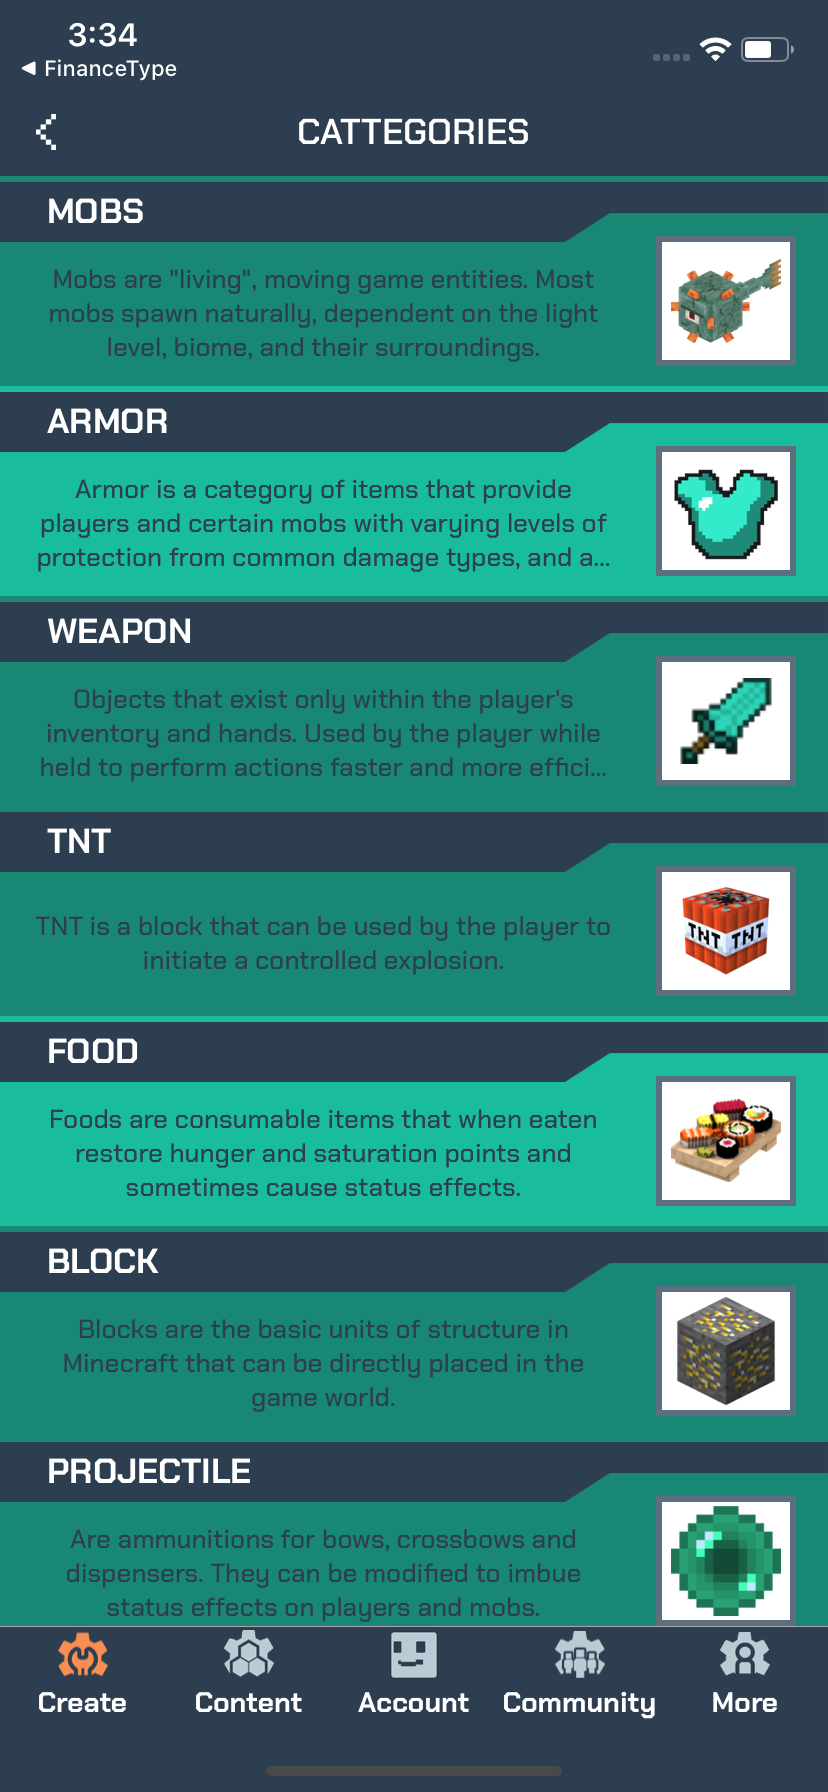 3:34
◀ FinanceType
CATTEGORIES
MOBS
Mobs are "living", moving game entities. Most
mobs spawn naturally, dependent on the light
level, biome, and their surroundings.
ARMOR
Armor is a category of items that provide
players and certain mobs with varying levels of
protection from common damage types, and a...
WEAPON
Objects that exist only within the player's
inventory and hands. Used by the player while
held to perform actions faster and more effici...
TNT
TNT is a block that can be used by the player to
initiate a controlled explosion.
TNT TNT
FOOD
Foods are consumable items that when eaten
restore hunger and saturation points and
sometimes cause status effects.
BLOCK
Blocks are the basic units of structure in
Minecraft that can be directly placed in the
game world.
PROJECTILE
Are ammunitions for bows, crossbows and
dispensers. They can be modified to imbue
status effects on players and mobs.
Create Content Account Community More